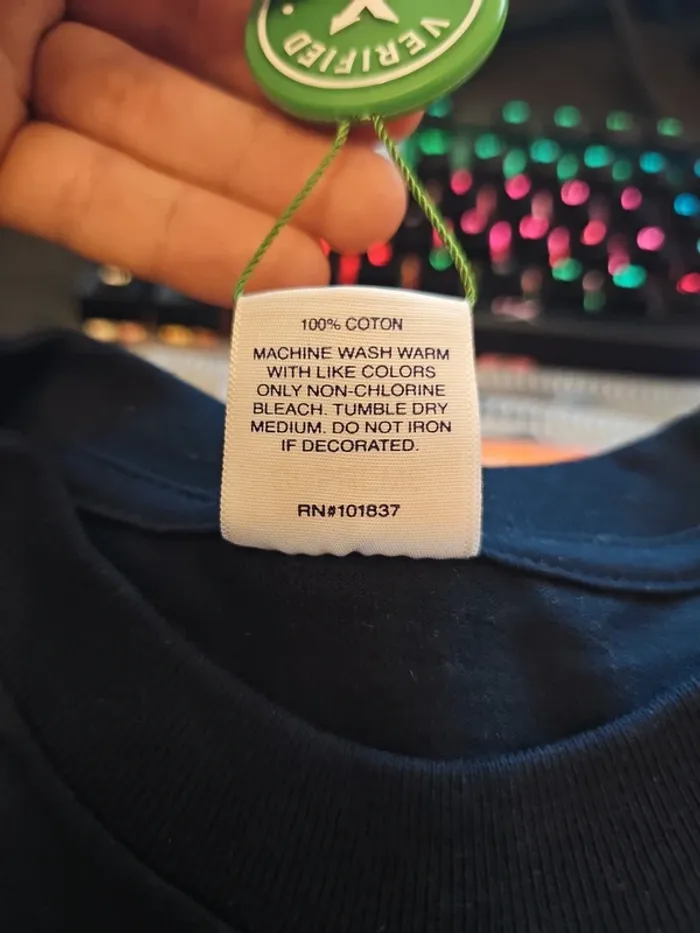 VERIFIED
100% COTON
MACHINE WASH WARM
WITH LIKE COLORS
ONLY NON-CHLORINE
BLEACH. TUMBLE DRY
MEDIUM. DO NOT IRON
IF DECORATED.
RN#101837